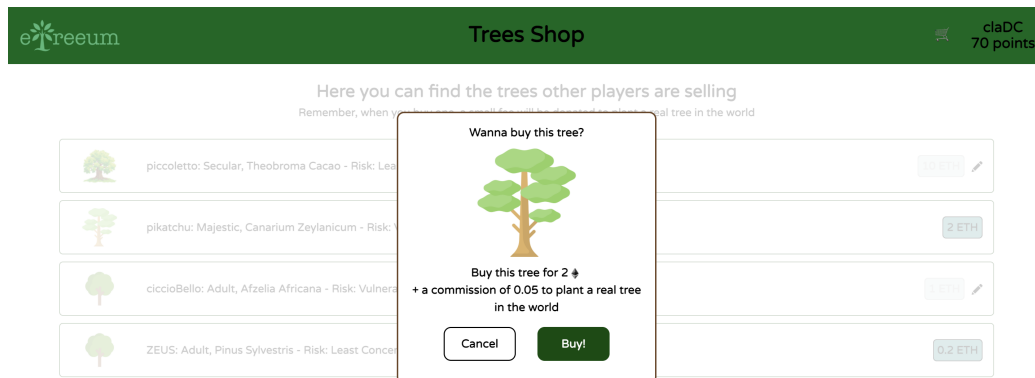 etreeum
Trees Shop
claDC
70 points
Here you can find the trees other players are selling
Remember, when you buy one, a small fee will be donated to plant a real tree in the world
Wanna buy this tree?
piccoletto: Secular, Theobroma Cacao - Risk: Lea
10 ETH
pikatchu: Majestic, Canarium Zeylanicum - Risk: V
2 ETH
Buy this tree for 2
+ a commission of 0.05 to plant a real tree
in the world
ciccioBello: Adult, Afzelia Africana - Risk: Vulnera
ETH
Cancel
Buy!
ZEUS: Adult, Pinus Sylvestris - Risk: Least Concer
0.2 ETH